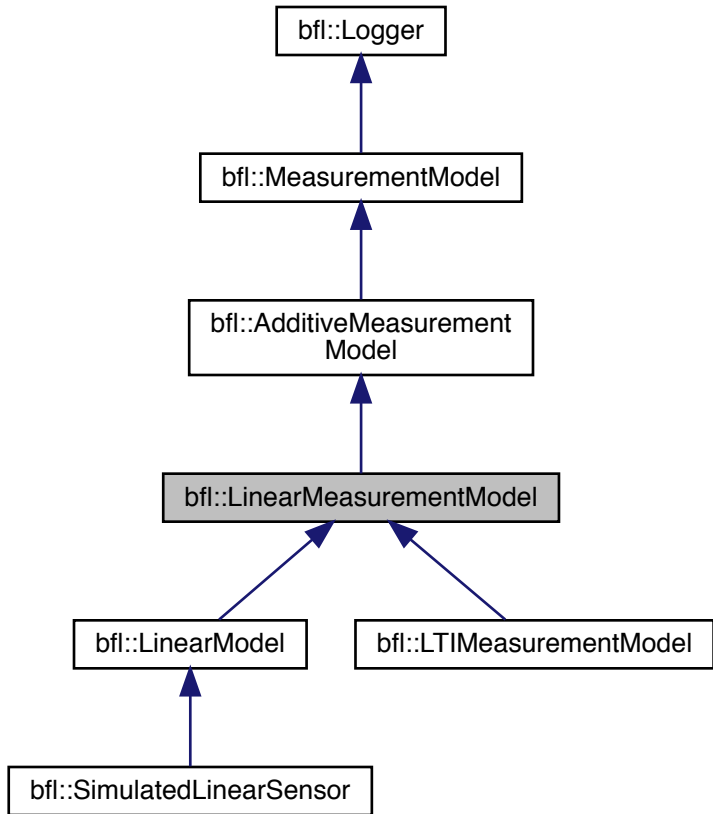 bfl::Logger
bfl::MeasurementModel
bfl::AdditiveMeasurement
Model
bfl::LinearMeasurementModel
bfl::LinearModel
bfl::LTIMeasurementModel
bfl::SimulatedLinearSensor